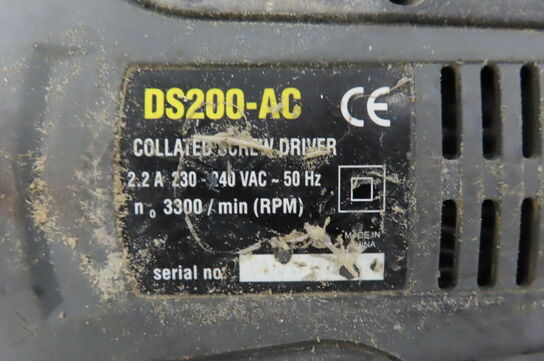 DS200-AC CE
COLLATED SCREW DRIVER
2.2 A 230 - 240 VAC ~ 50 Hz
n₀ 3300 / min (RPM)
MADE IN
CHINA
serial no: